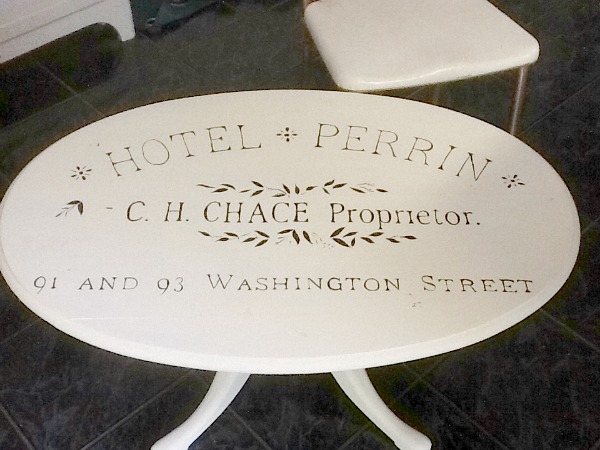 HOTEL PERRIN
C. H. CHACE Proprietor.
91 AND 93 WASHINGTON STREET